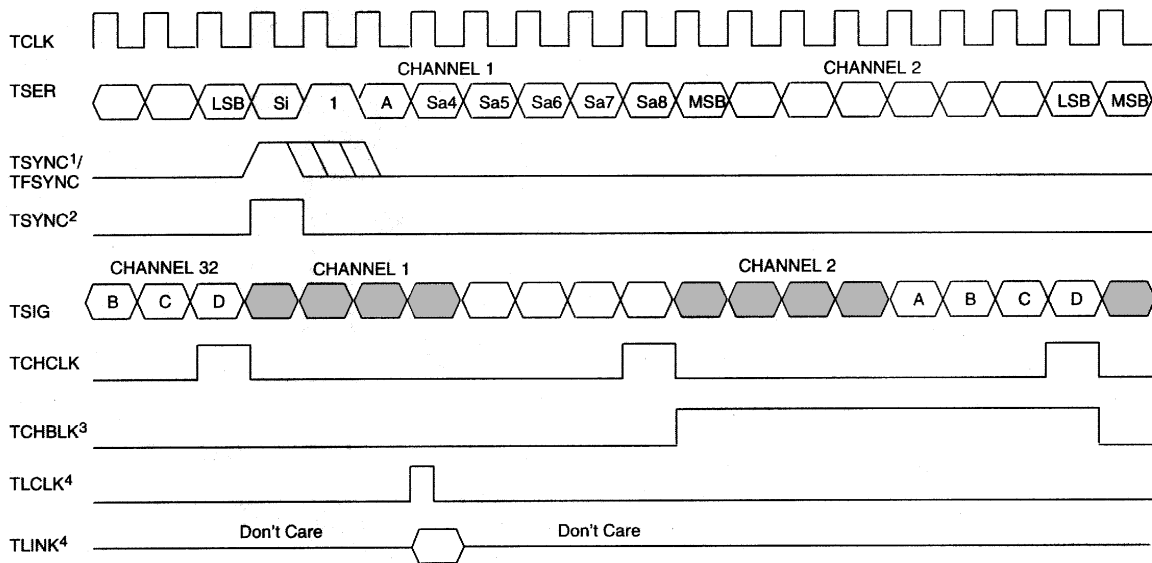 TCLK
CHANNEL 1 CHANNEL 2
TSER LSB Si 1 A Sa4 Sa5 Sa6 Sa7 Sa8 MSB LSB MSB
TSYNC¹/
TFSYNC
TSYNC²
CHANNEL 32 CHANNEL 1 CHANNEL 2
TSIG B C D A B C D
TCHCLK
TCHBLK³
TLCLK⁴
Don't Care Don't Care
TLINK⁴